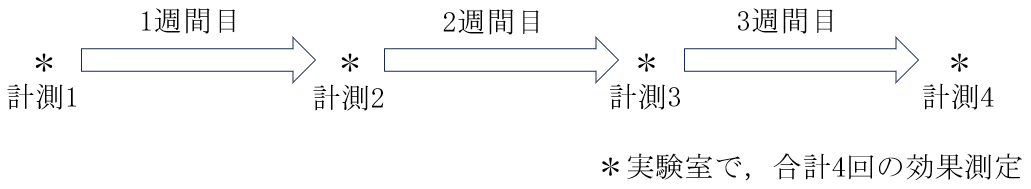 1週間目 2週間目 3週間目
＊ ＊ ＊ ＊
計測1 計測2 計測3 計測4
＊実験室で，合計4回の効果測定